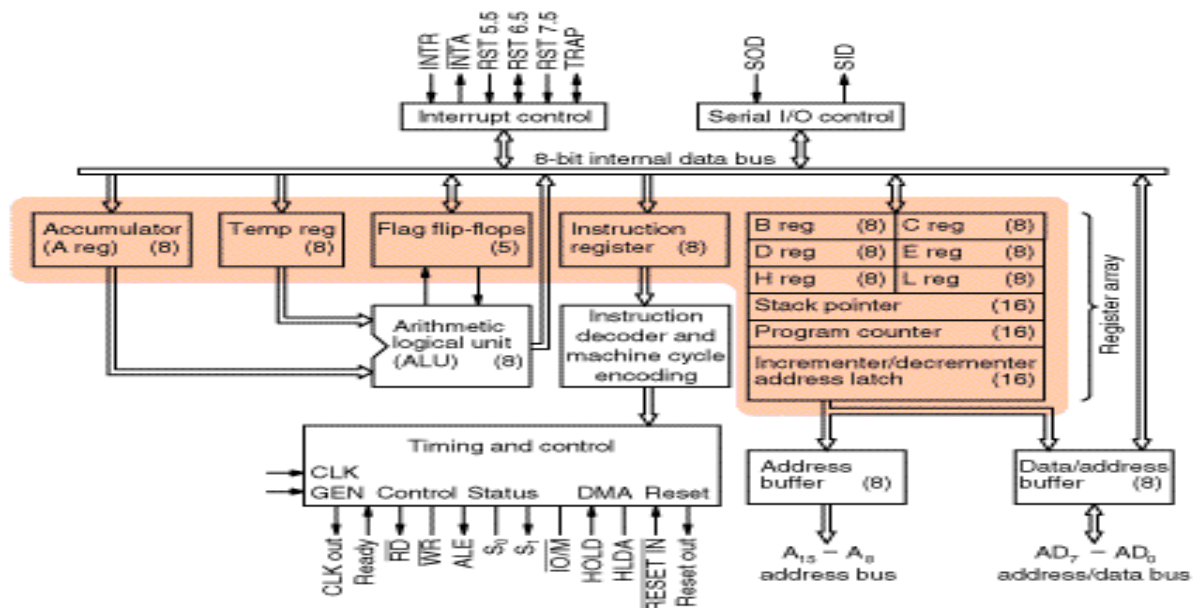 INTR
INTA
RST 5.5
RST 6.5
RST 7.5
TRAP
SOD
SID
Interrupt control
Serial I/O control
8-bit internal data bus
Accumulator
(A reg) (8)
Temp reg
(8)
Flag flip-flops
(5)
Instruction
register (8)
B reg (8) C reg (8)
D reg (8) E reg (8)
H reg (8) L reg (8)
Stack pointer (16)
Program counter (16)
Incrementer/decrementer
address latch (16)
Register array
Arithmetic
logical unit
(ALU) (8)
Instruction
decoder and
machine cycle
encoding
Timing and control
CLK
GEN Control Status DMA Reset
CLK out
Ready
RD
WR
ALE
S₀
S₁
IO/M
HOLD
HLDA
RESET IN
Reset out
Address
buffer (8)
Data/address
buffer (8)
A₁₅ – A₈
address bus
AD₇ – AD₀
address/data bus